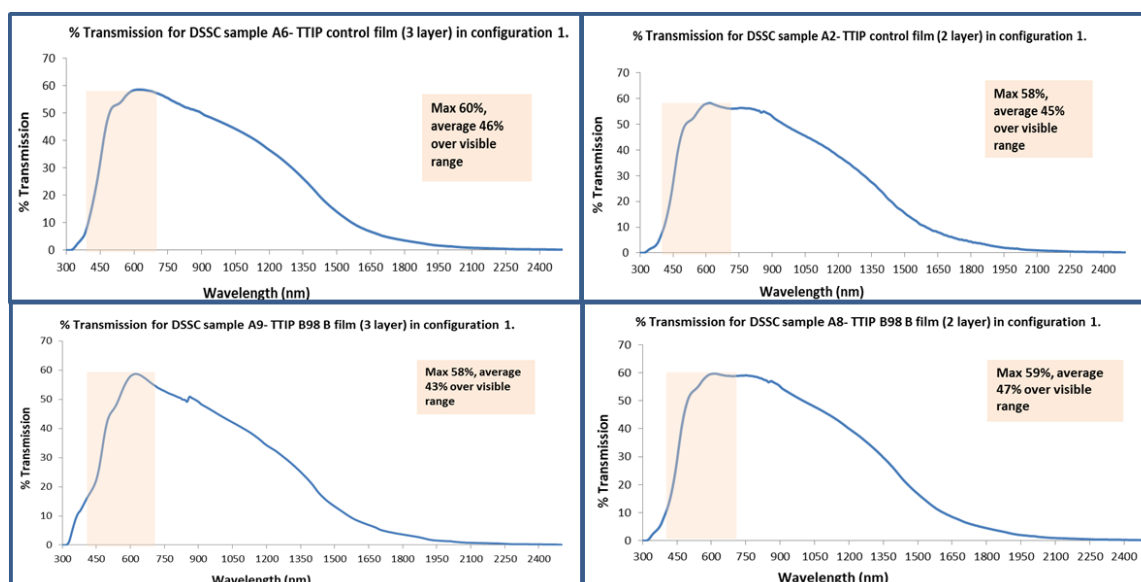 % Transmission for DSSC sample A6- TTIP control film (3 layer) in configuration 1.
70
60
50
40
30
20
10
0
% Transmission
Max 60%,
average 46%
over visible
range
300 450 600 750 900 1050 1200 1350 1500 1650 1800 1950 2100 2250 2400
Wavelength (nm)
% Transmission for DSSC sample A2- TTIP control film (2 layer) in configuration 1.
70
60
50
40
30
20
10
0
% Transmission
Max 58%,
average 45%
over visible
range
300 450 600 750 900 1050 1200 1350 1500 1650 1800 1950 2100 2250 2400
Wavelength (nm)
% Transmission for DSSC sample A9- TTIP B98 B film (3 layer) in configuration 1.
70
60
50
40
30
20
10
0
% Transmission
Max 58%, average
43% over visible
range
300 450 600 750 900 1050 1200 1350 1500 1650 1800 1950 2100 2250 2400
Wavelength (nm)
% Transmission for DSSC sample A8- TTIP B98 B film (2 layer) in configuration 1.
70
60
50
40
30
20
10
0
% Transmission
Max 59%, average
47% over visible
range
300 450 600 750 900 1050 1200 1350 1500 1650 1800 1950 2100 2250 2400
Wavelength (nm)